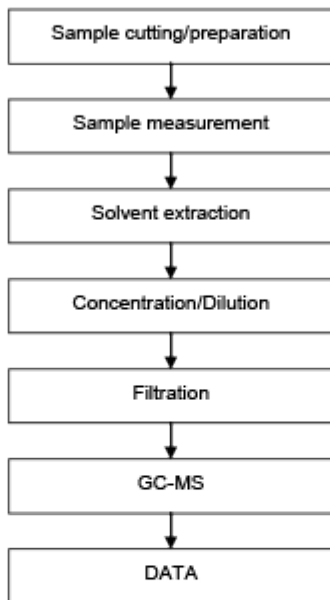 Sample cutting/preparation
Sample measurement
Solvent extraction
Concentration/Dilution
Filtration
GC-MS
DATA